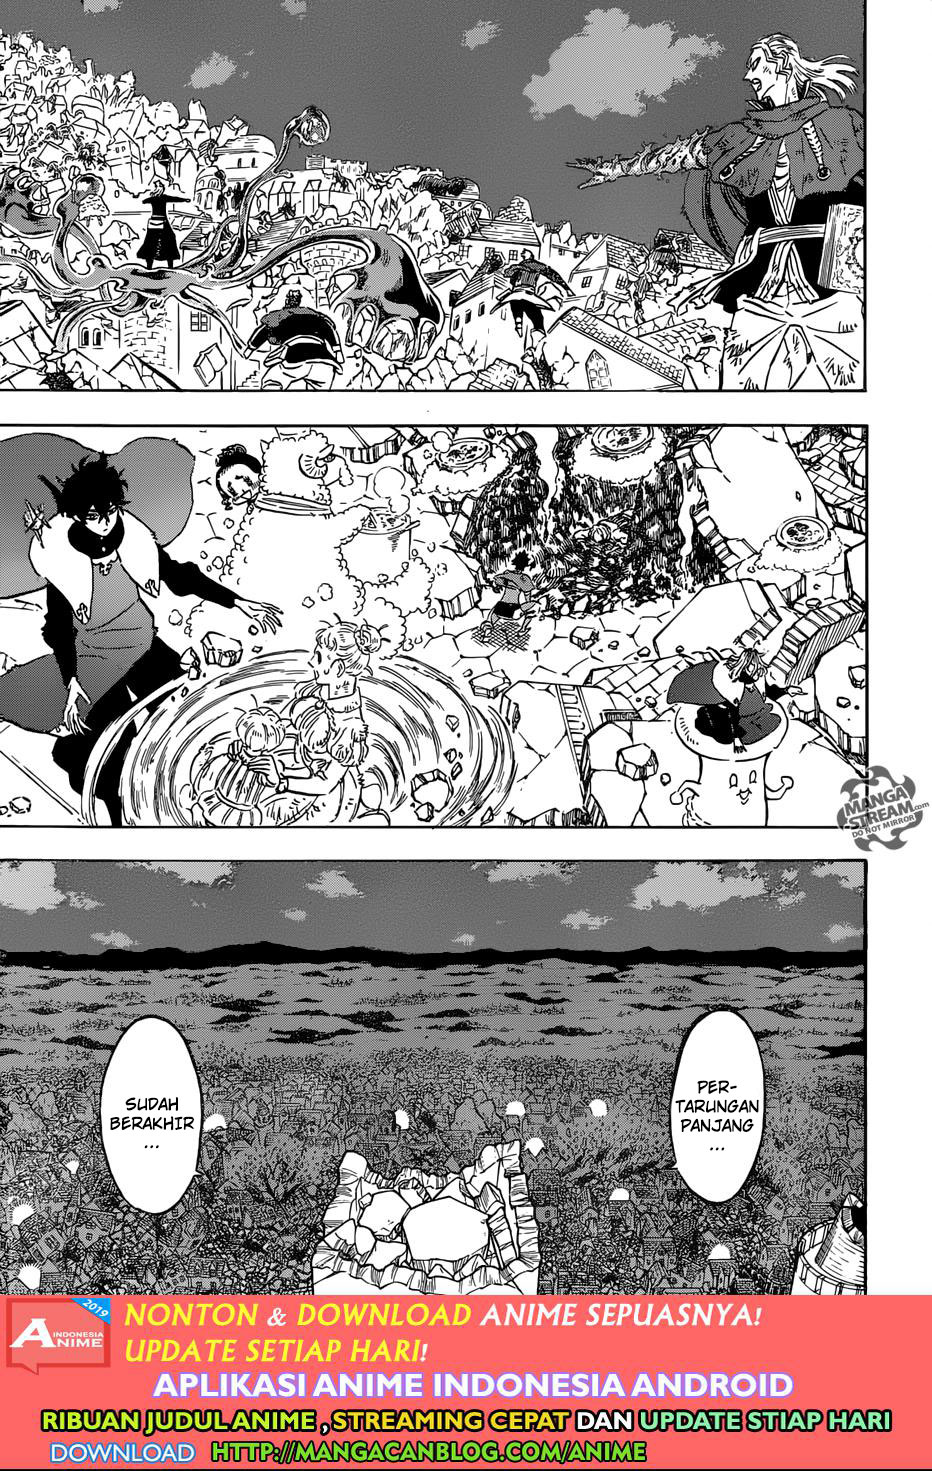 MANGA
STREAM.com
DO NOT MIRROR
PER-
TARUNGAN
PANJANG
...
SUDAH
BERAKHIR
...
2019
INDONESIA
ANIME
NONTON & DOWNLOAD ANIME SEPUASNYA!
UPDATE SETIAP HARI!
APLIKASI ANIME INDONESIA ANDROID
RIBUAN JUDUL ANIME , STREAMING CEPAT DAN UPDATE STIAP HARI
DOWNLOAD HTTP://MANGACANBLOG.COM/ANIME